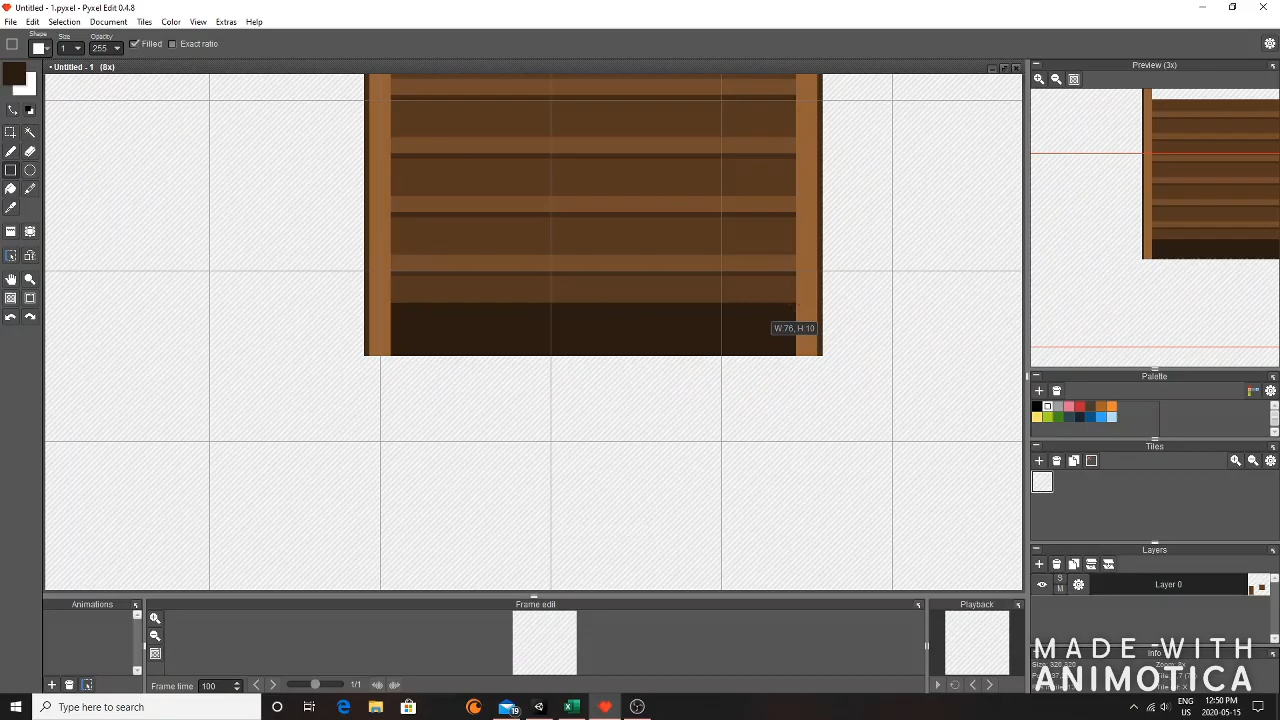 Untitled - 1.pyxel - Pyxel Edit 0.4.8
File Edit Selection Document Tiles Color View Extras Help
Shape Size Opacity
1 255 Filled Exact ratio
• Untitled - 1 (8x)
Preview (3x)
W:76, H:10
Palette
Tiles
Layers
S
M
Layer 0
Animations
Frame edit
Playback
Frame time 100 1/1
Info
MADE WITH
ANIMOTICA
Type here to search
19
ENG
US
12:50 PM
2020-05-15